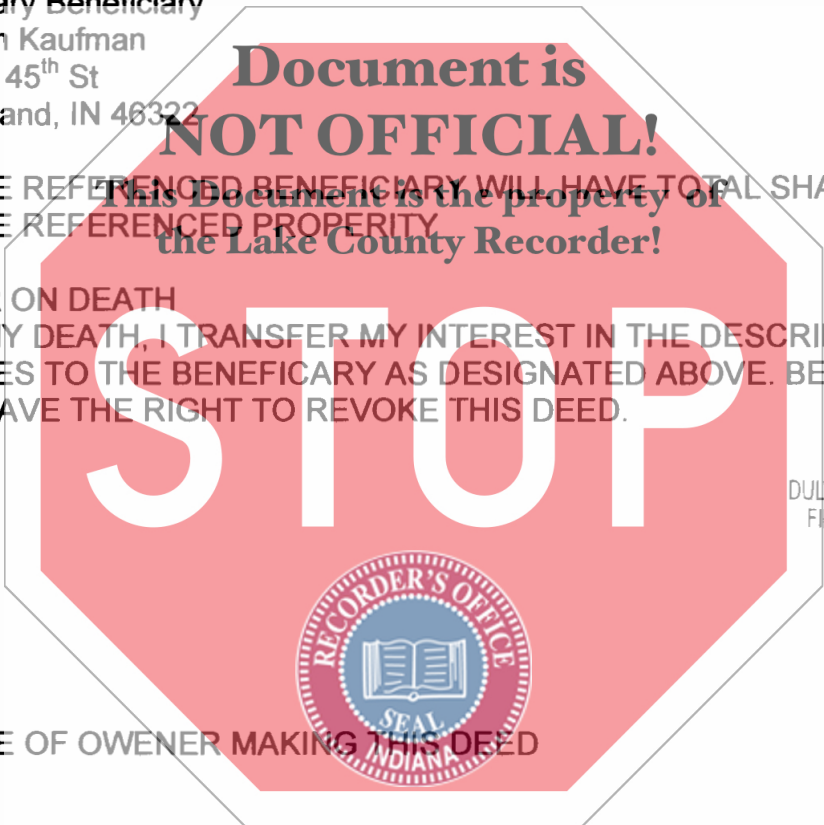 Beneficiary
Kaufman
45th St
IN 46322
Document is
NOT OFFICIAL!
REFERENCED BENEFICIARY WILL HAVE TOTAL SHA
This Document is the property of
REFERENCED PROPERITY
the Lake County Recorder!
ON DEATH
DEATH, I TRANSFER MY INTEREST IN THE DESCRI
ES TO THE BENEFICARY AS DESIGNATED ABOVE. BE
AVE THE RIGHT TO REVOKE THIS DEED.
STOP
DUL
FI
RECORDER'S OFFICE
SEAL
INDIANA
E OF OWENER MAKING THIS DEED